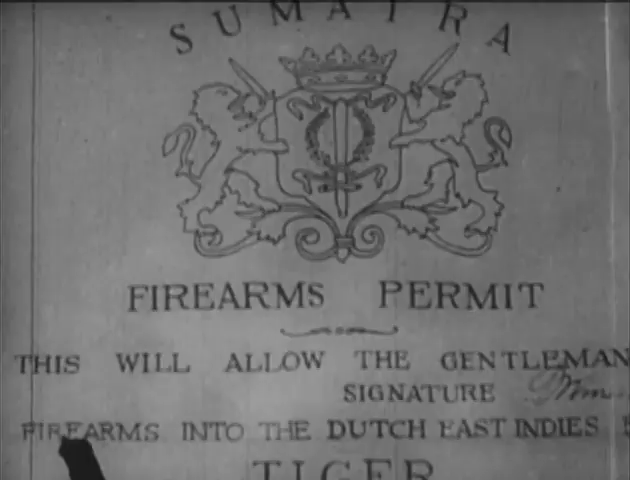 SUMATRA
FIREARMS PERMIT
THIS WILL ALLOW THE GENTLEMAN
SIGNATURE
FIREARMS INTO THE DUTCH EAST INDIES
TIGER